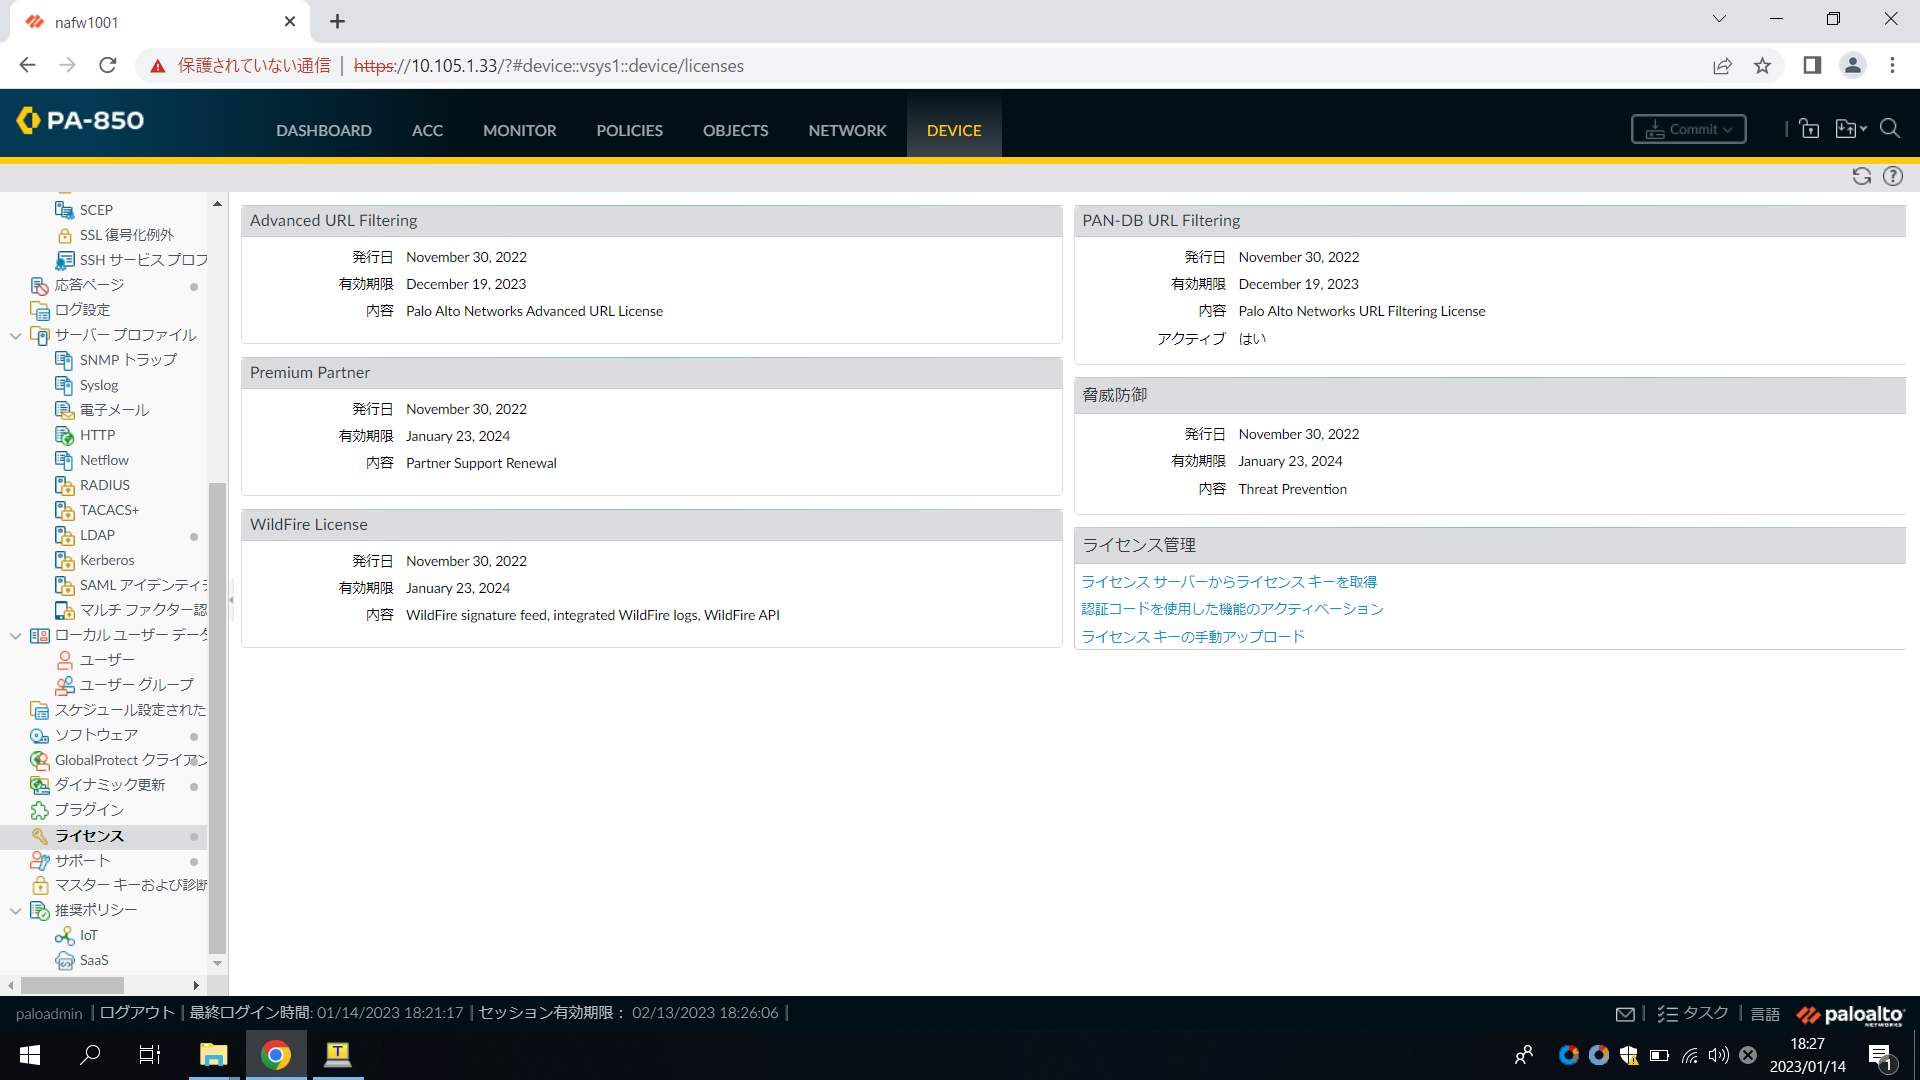 nafw1001
保護されていない通信 | https://10.105.1.33/?#device::vsys1::device/licenses
PA-850
DASHBOARD
ACC
MONITOR
POLICIES
OBJECTS
NETWORK
DEVICE
Commit
SCEP
SSL 復号化例外
SSH サービス プロフ
応答ページ
ログ設定
サーバー プロファイル
SNMP トラップ
Syslog
電子メール
HTTP
Netflow
RADIUS
TACACS+
LDAP
Kerberos
SAML アイデンティテ
マルチ ファクター認
ローカル ユーザー データ
ユーザー
ユーザー グループ
スケジュール設定された
ソフトウェア
GlobalProtect クライアン
ダイナミック更新
プラグイン
ライセンス
サポート
マスター キーおよび診断
推奨ポリシー
IoT
SaaS
Advanced URL Filtering
発行日 November 30, 2022
有効期限 December 19, 2023
内容 Palo Alto Networks Advanced URL License
Premium Partner
発行日 November 30, 2022
有効期限 January 23, 2024
内容 Partner Support Renewal
WildFire License
発行日 November 30, 2022
有効期限 January 23, 2024
内容 WildFire signature feed, integrated WildFire logs, WildFire API
PAN-DB URL Filtering
発行日 November 30, 2022
有効期限 December 19, 2023
内容 Palo Alto Networks URL Filtering License
アクティブ はい
脅威防御
発行日 November 30, 2022
有効期限 January 23, 2024
内容 Threat Prevention
ライセンス管理
ライセンス サーバーからライセンス キーを取得
認証コードを使用した機能のアクティベーション
ライセンス キーの手動アップロード
paloadmin | ログアウト | 最終ログイン時間: 01/14/2023 18:21:17 | セッション有効期限： 02/13/2023 18:26:06 |
タスク | 言語
paloalto
NETWORKS
18:27
2023/01/14
1